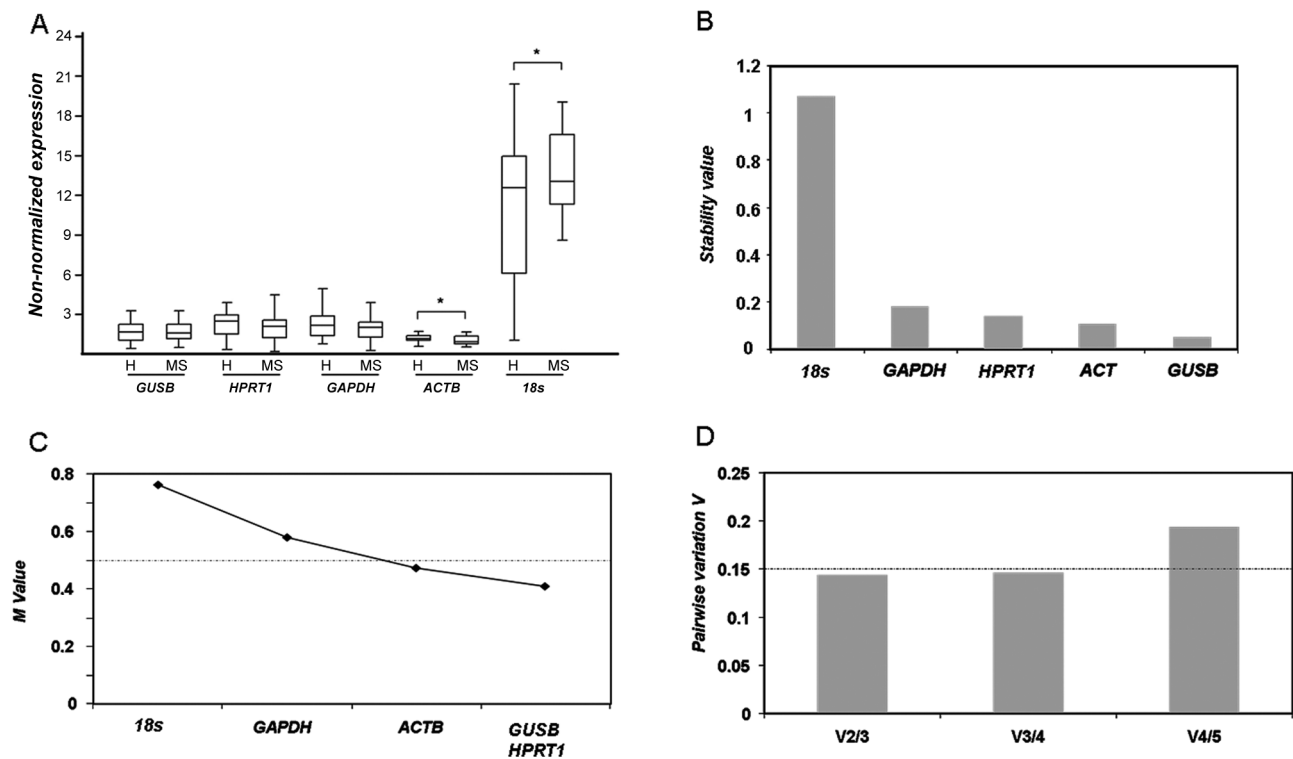 A
Non-normalized expression
24
21
18
15
12
9
6
3
*
*
H MS H MS H MS H MS H MS
GUSB HPRT1 GAPDH ACTB 18s
B
Stability value
1.2
1
0.8
0.6
0.4
0.2
0
18s GAPDH HPRT1 ACT GUSB
C
M Value
0.8
0.6
0.4
0.2
0
18s GAPDH ACTB GUSB
HPRT1
D
Pairwise variation V
0.25
0.2
0.15
0.1
0.05
0
V2/3 V3/4 V4/5